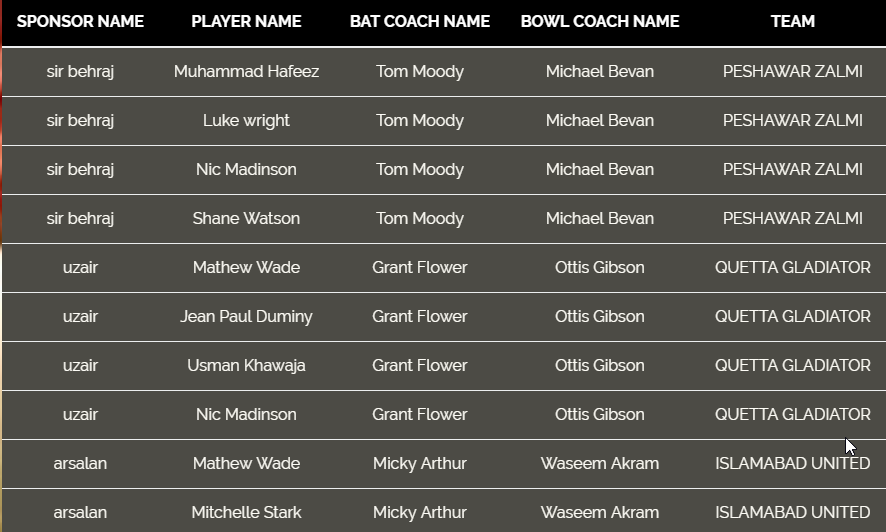 SPONSOR NAME PLAYER NAME BAT COACH NAME BOWL COACH NAME TEAM
sir behraj Muhammad Hafeez Tom Moody Michael Bevan PESHAWAR ZALMI
sir behraj Luke wright Tom Moody Michael Bevan PESHAWAR ZALMI
sir behraj Nic Madinson Tom Moody Michael Bevan PESHAWAR ZALMI
sir behraj Shane Watson Tom Moody Michael Bevan PESHAWAR ZALMI
uzair Mathew Wade Grant Flower Ottis Gibson QUETTA GLADIATOR
uzair Jean Paul Duminy Grant Flower Ottis Gibson QUETTA GLADIATOR
uzair Usman Khawaja Grant Flower Ottis Gibson QUETTA GLADIATOR
uzair Nic Madinson Grant Flower Ottis Gibson QUETTA GLADIATOR
arsalan Mathew Wade Micky Arthur Waseem Akram ISLAMABAD UNITED
arsalan Mitchelle Stark Micky Arthur Waseem Akram ISLAMABAD UNITED